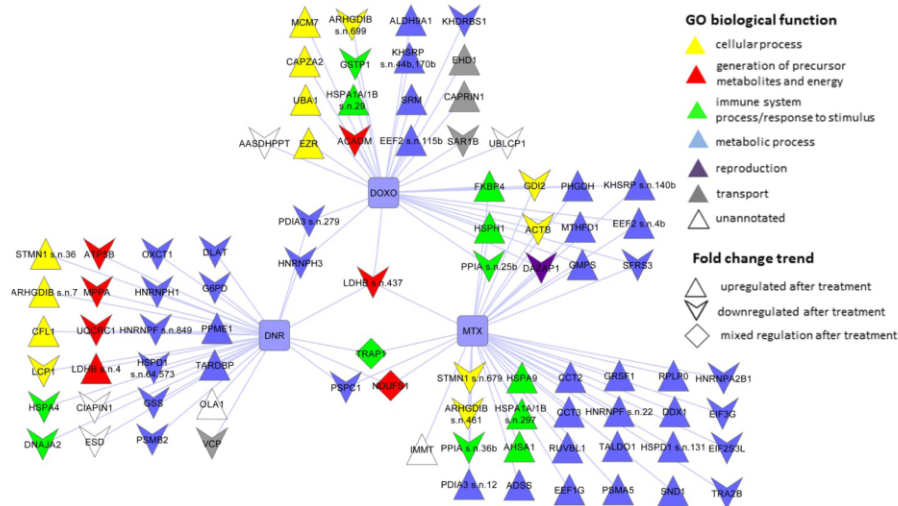 MCM7
ARHGDIB
s.n.699
ALDH9A1
KHDRBS1
CAPZA2
GSTP1
KHSRP
s.n.44b,170b
EHD1
UBA1
HSPA1A/1B
s.n.29
SRM
CAPRIN1
AASDHPPT
EZR
ACADM
EEF2 s.n.115b
SAR1B
UBLCP1
DOXO
FKBP4
GDI2
PHGDH
KHSRP s.n.140b
PDIA3 s.n.279
HSPH1
ACTB
MTHFD1
EEF2 s.n.4b
HNRNPH3
LDHB s.n.437
PPIA s.n.25b
DAZAP1
GMPS
SFRS3
STMN1 s.n.36
ATP5B
OXCT1
DLAT
ARHGDIB s.n.7
MPPA
HNRNPH1
G6PD
CFL1
UQCRC1
HNRNPF s.n.849
PPME1
DNR
MTX
LCP1
LDHB s.n.4
HSPD1
s.n.64,573
TARDBP
TRAP1
PSPC1
NDUFS1
HSPA4
CIAPIN1
GSS
OLA1
DNAJA2
ESD
PSMB2
VCP
STMN1 s.n.679
HSPA9
CCT2
GRSF1
RPLP0
HNRNPA2B1
ARHGDIB
s.n.461
HSPA1A/1B
s.n.297
CCT3
HNRNPF s.n.22
DDX1
EIF3G
IMMT
PPIA s.n.36b
AHSA1
RUVBL1
TALDO1
HSPD1 s.n.131
EIF2S3L
PDIA3 s.n.12
ADSS
EEF1G
PSMA5
SND1
TRA2B
GO biological function
cellular process
generation of precursor
metabolites and energy
immune system
process/response to stimulus
metabolic process
reproduction
transport
unannotated
Fold change trend
upregulated after treatment
downregulated after treatment
mixed regulation after treatment